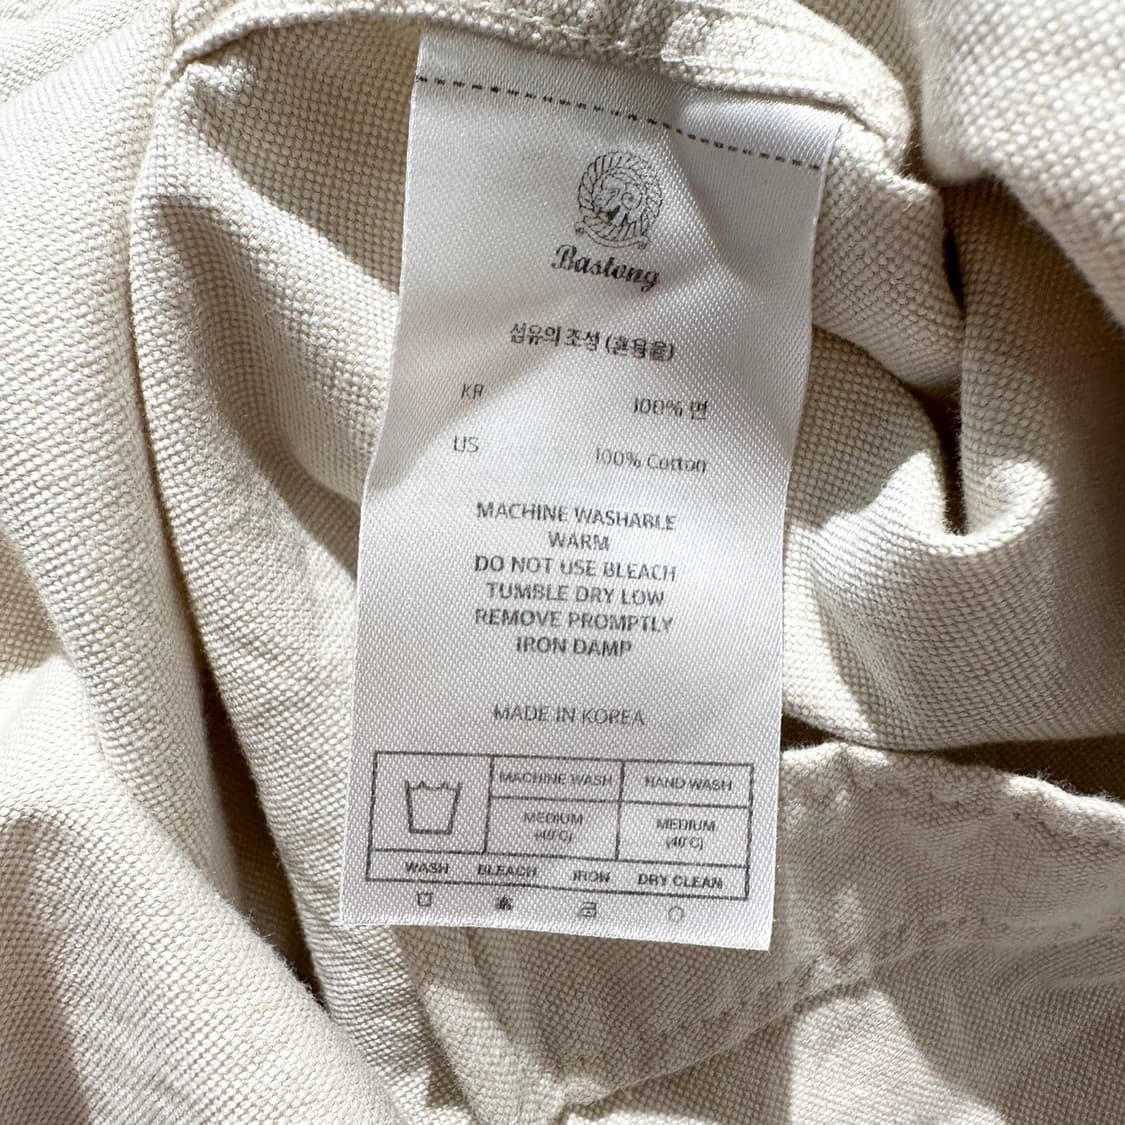 Bastong
섬유의 조성 (혼용율)
KR 100% 면
US 100% Cotton
MACHINE WASHABLE
WARM
DO NOT USE BLEACH
TUMBLE DRY LOW
REMOVE PROMPTLY
IRON DAMP
MADE IN KOREA
MACHINE WASH HAND WASH
MEDIUM MEDIUM
(40°C) (40°C)
WASH BLEACH IRON DRY CLEAN